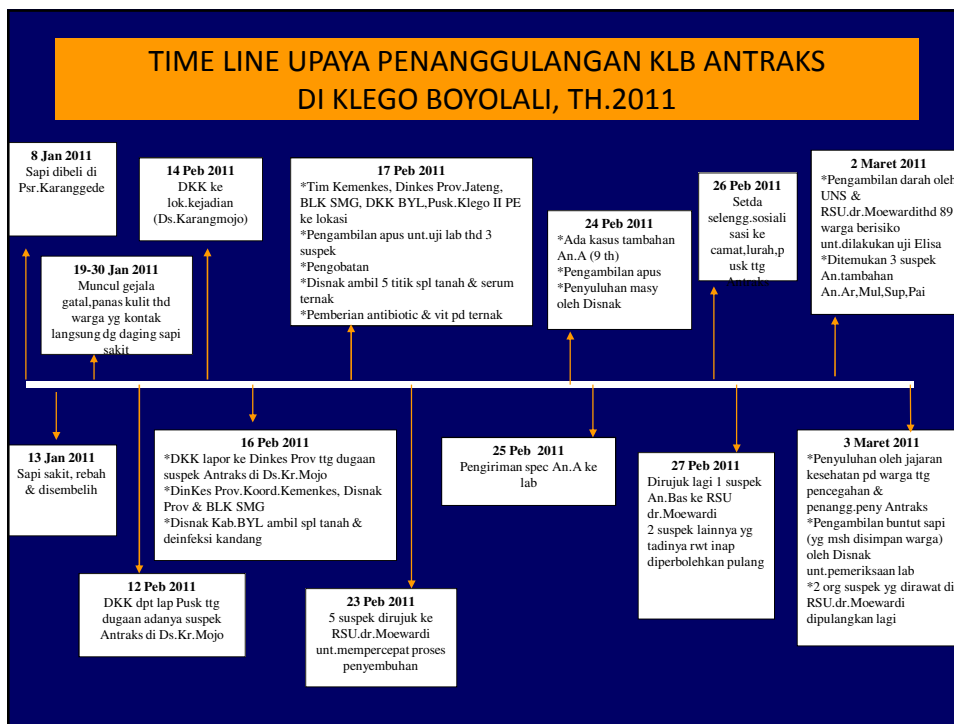 TIME LINE UPAYA PENANGGULANGAN KLB ANTRAKS
DI KLEGO BOYOLALI, TH.2011
8 Jan 2011
Sapi dibeli di
Psr.Karanggede
19-30 Jan 2011
Muncul gejala
gatal,panas kulit thd
warga yg kontak
langsung dg daging sapi
sakit
14 Peb 2011
DKK ke
lok.kejadian
(Ds.Karangmojo)
17 Peb 2011
*Tim Kemenkes, Dinkes Prov.Jateng,
BLK SMG, DKK BYL,Pusk.Klego II PE
ke lokasi
*Pengambilan apus unt.uji lab thd 3
suspek
*Pengobatan
*Disnak ambil 5 titik spl tanah & serum
ternak
*Pemberian antibiotic & vit pd ternak
24 Peb 2011
*Ada kasus tambahan
An.A (9 th)
*Pengambilan apus
*Penyuluhan masy
oleh Disnak
26 Peb 2011
Setda
selengg.sosiali
sasi ke
camat,lurah,p
usk ttg
Antraks
2 Maret 2011
*Pengambilan darah oleh
UNS &
RSU.dr.Moewardithd 89
warga berisiko
unt.dilakukan uji Elisa
*Ditemukan 3 suspek
An.tambahan
An.Ar,Mul,Sup,Pai
13 Jan 2011
Sapi sakit, rebah
& disembelih
12 Peb 2011
DKK dpt lap Pusk ttg
dugaan adanya suspek
Antraks di Ds.Kr.Mojo
16 Peb 2011
*DKK lapor ke Dinkes Prov ttg dugaan
suspek Antraks di Ds.Kr.Mojo
*DinKes Prov.Koord.Kemenkes, Disnak
Prov & BLK SMG
*Disnak Kab.BYL ambil spl tanah &
deinfeksi kandang
23 Peb 2011
5 suspek dirujuk ke
RSU.dr.Moewardi
unt.mempercepat proses
penyembuhan
25 Peb 2011
Pengiriman spec An.A ke
lab
27 Peb 2011
Dirujuk lagi 1 suspek
An.Bas ke RSU
dr.Moewardi
2 suspek lainnya yg
tadinya rwt inap
diperbolehkan pulang
3 Maret 2011
*Penyuluhan oleh jajaran
kesehatan pd warga ttg
pencegahan &
penangg.peny Antraks
*Pengambilan buntut sapi
(yg msh disimpan warga)
oleh Disnak
unt.pemeriksaan lab
*2 org suspek yg dirawat di
RSU.dr.Moewardi
dipulangkan lagi